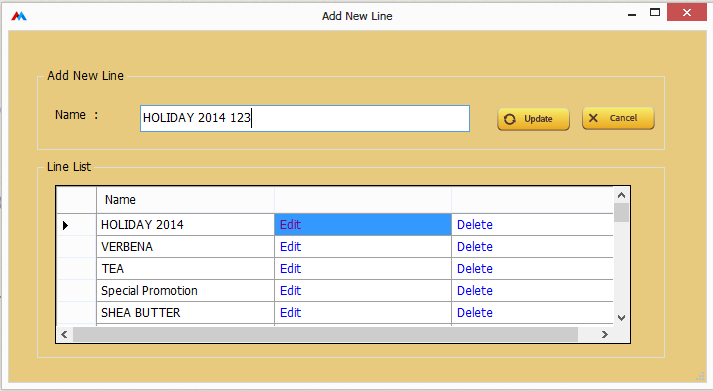 Add New Line
Add New Line
Name :
HOLIDAY 2014 123
Update
Cancel
Line List
Name
HOLIDAY 2014 Edit Delete
VERBENA Edit Delete
TEA Edit Delete
Special Promotion Edit Delete
SHEA BUTTER Edit Delete